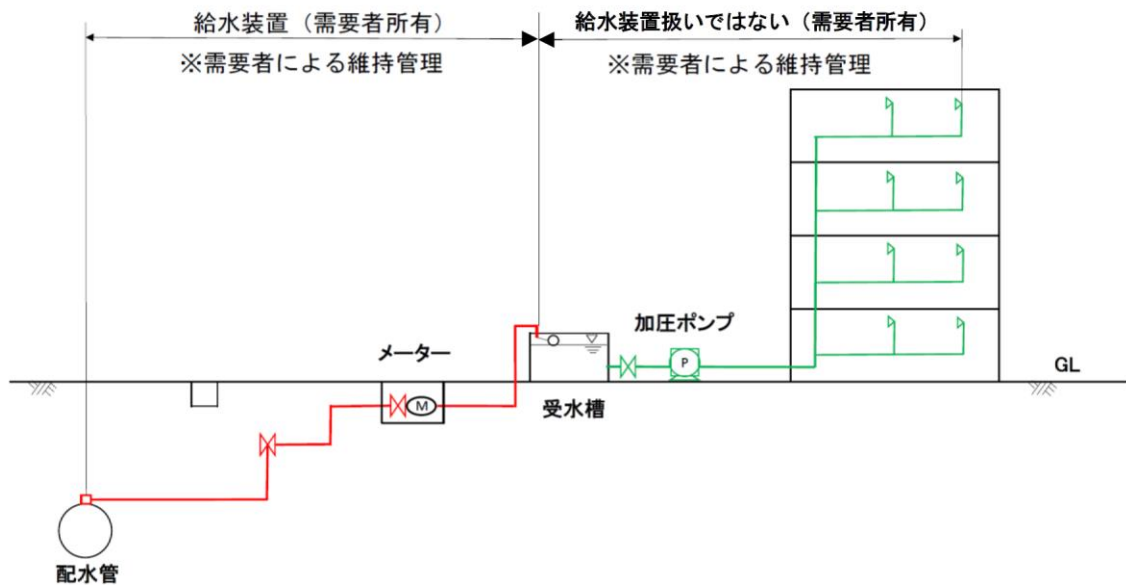 給水装置（需要者所有）
給水装置扱いではない（需要者所有）
※需要者による維持管理
※需要者による維持管理
加圧ポンプ
メーター
P
GL
M
受水槽
配水管